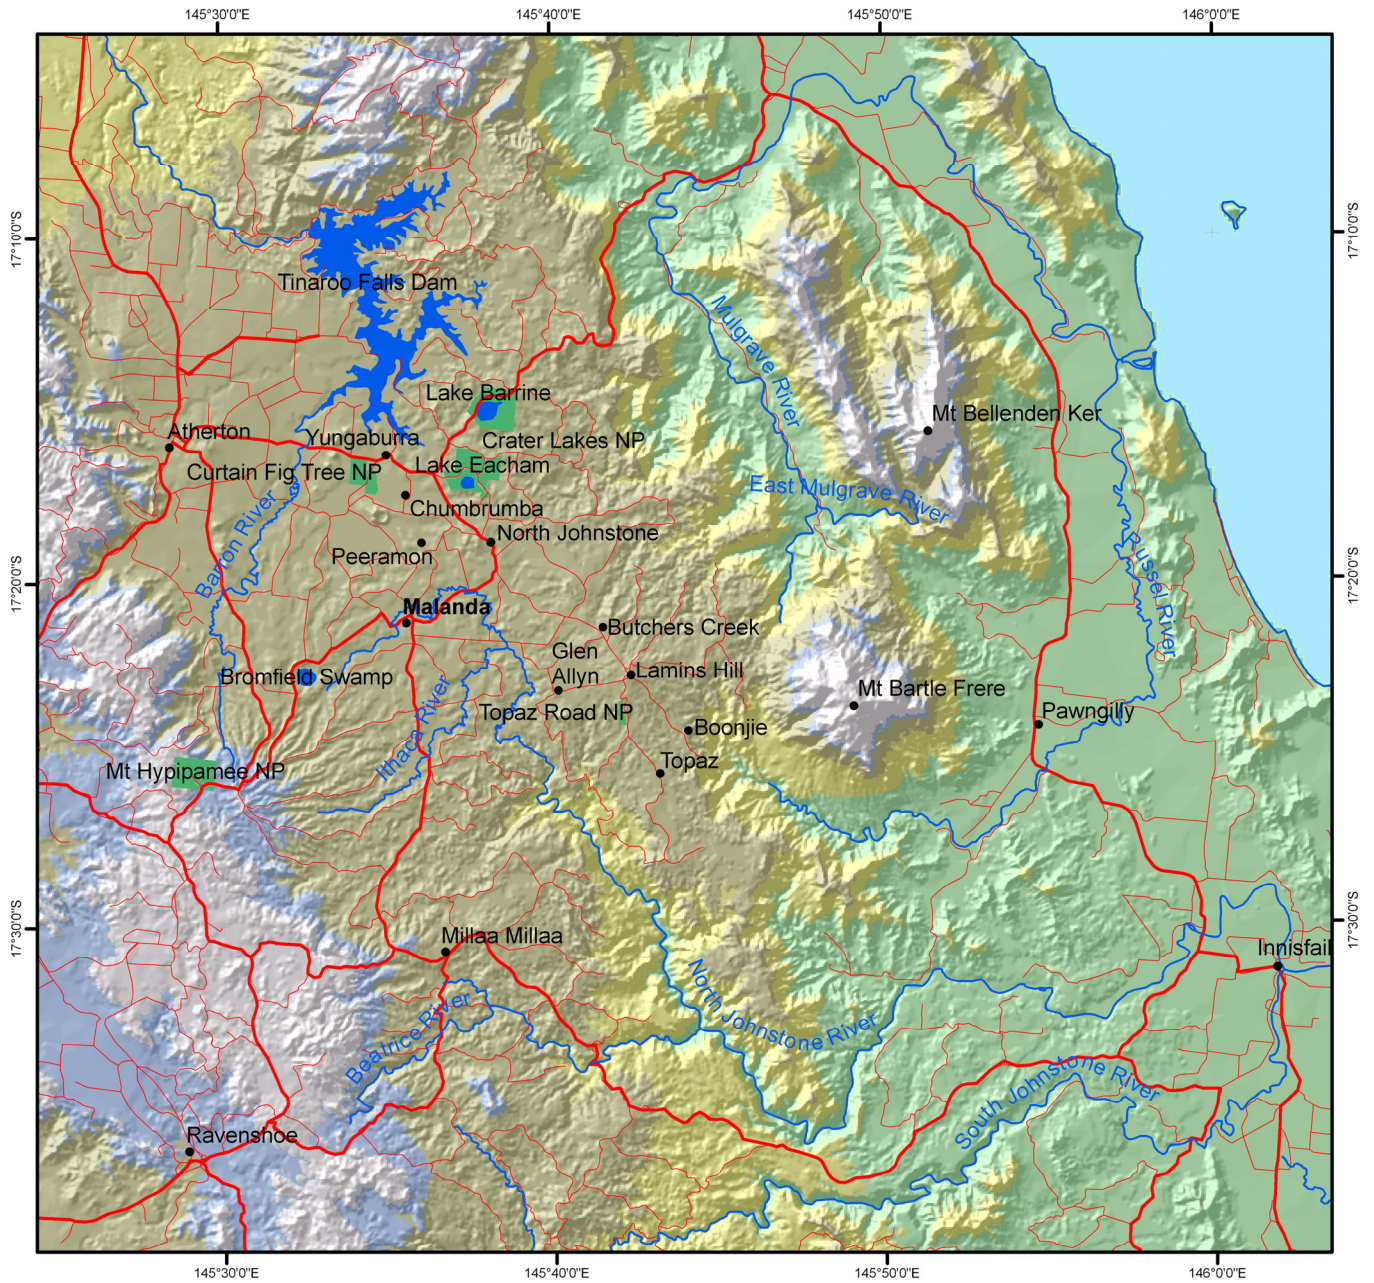 145°30'0"E
145°40'0"E
145°50'0"E
146°0'0"E
17°10'0"S
17°10'0"S
Tinaroo Falls Dam
Mulgrave River
Lake Barrine
Mt Bellenden Ker
Atherton
Yungaburra
Crater Lakes NP
Curtain Fig Tree NP
Lake Eacham
East Mulgrave River
Chumbrumba
Barron River
North Johnstone
Peeramon
Russel River
17°20'0"S
17°20'0"S
Malanda
Butchers Creek
Glen
Allyn
Lamins Hill
Bromfield Swamp
Mt Bartle Frere
Topaz Road NP
Pawngilly
Boonjie
Ithaca River
Topaz
Mt Hypipamee NP
17°30'0"S
17°30'0"S
Millaa Millaa
Innisfail
North Johnstone River
Beatrice River
South Johnstone River
Ravenshoe
145°30'0"E
145°40'0"E
145°50'0"E
146°0'0"E